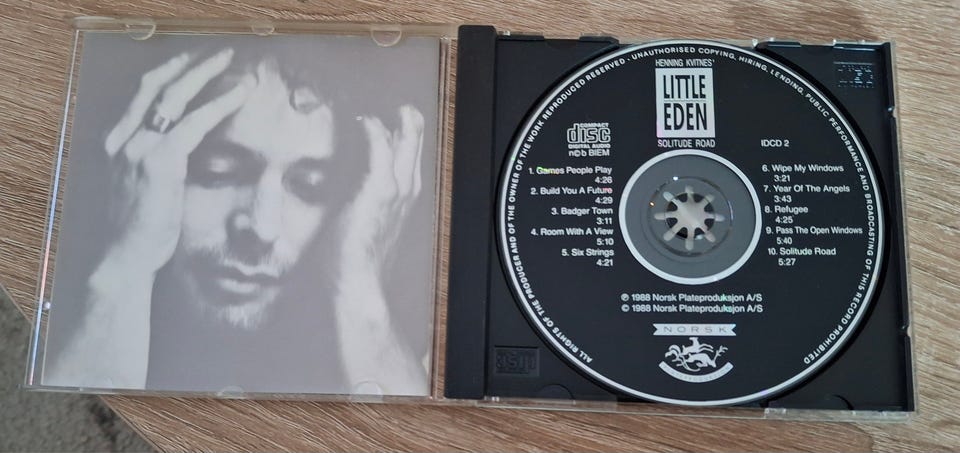 ALL RIGHTS OF THE PRODUCER AND OF THE OWNER OF THE WORK REPRODUCED RESERVED · UNAUTHORISED COPYING, HIRING, LENDING, PUBLIC PERFORMANCE AND BROADCASTING OF THIS RECORD PROHIBITED
HENNING KVITNES'
LITTLE
EDEN
SOLITUDE ROAD
COMPACT
disc
DIGITAL AUDIO
n©b BIEM
IDCD 2
1. Games People Play
4:26
2. Build You A Future
4:29
3. Badger Town
3:11
4. Room With A View
5:10
5. Six Strings
4:21
6. Wipe My Windows
3:21
7. Year Of The Angels
3:43
8. Refugee
4:25
9. Pass The Open Windows
5:40
10. Solitude Road
5:27
℗ 1988 Norsk Plateproduksjon A/S
© 1988 Norsk Plateproduksjon A/S
NORSK